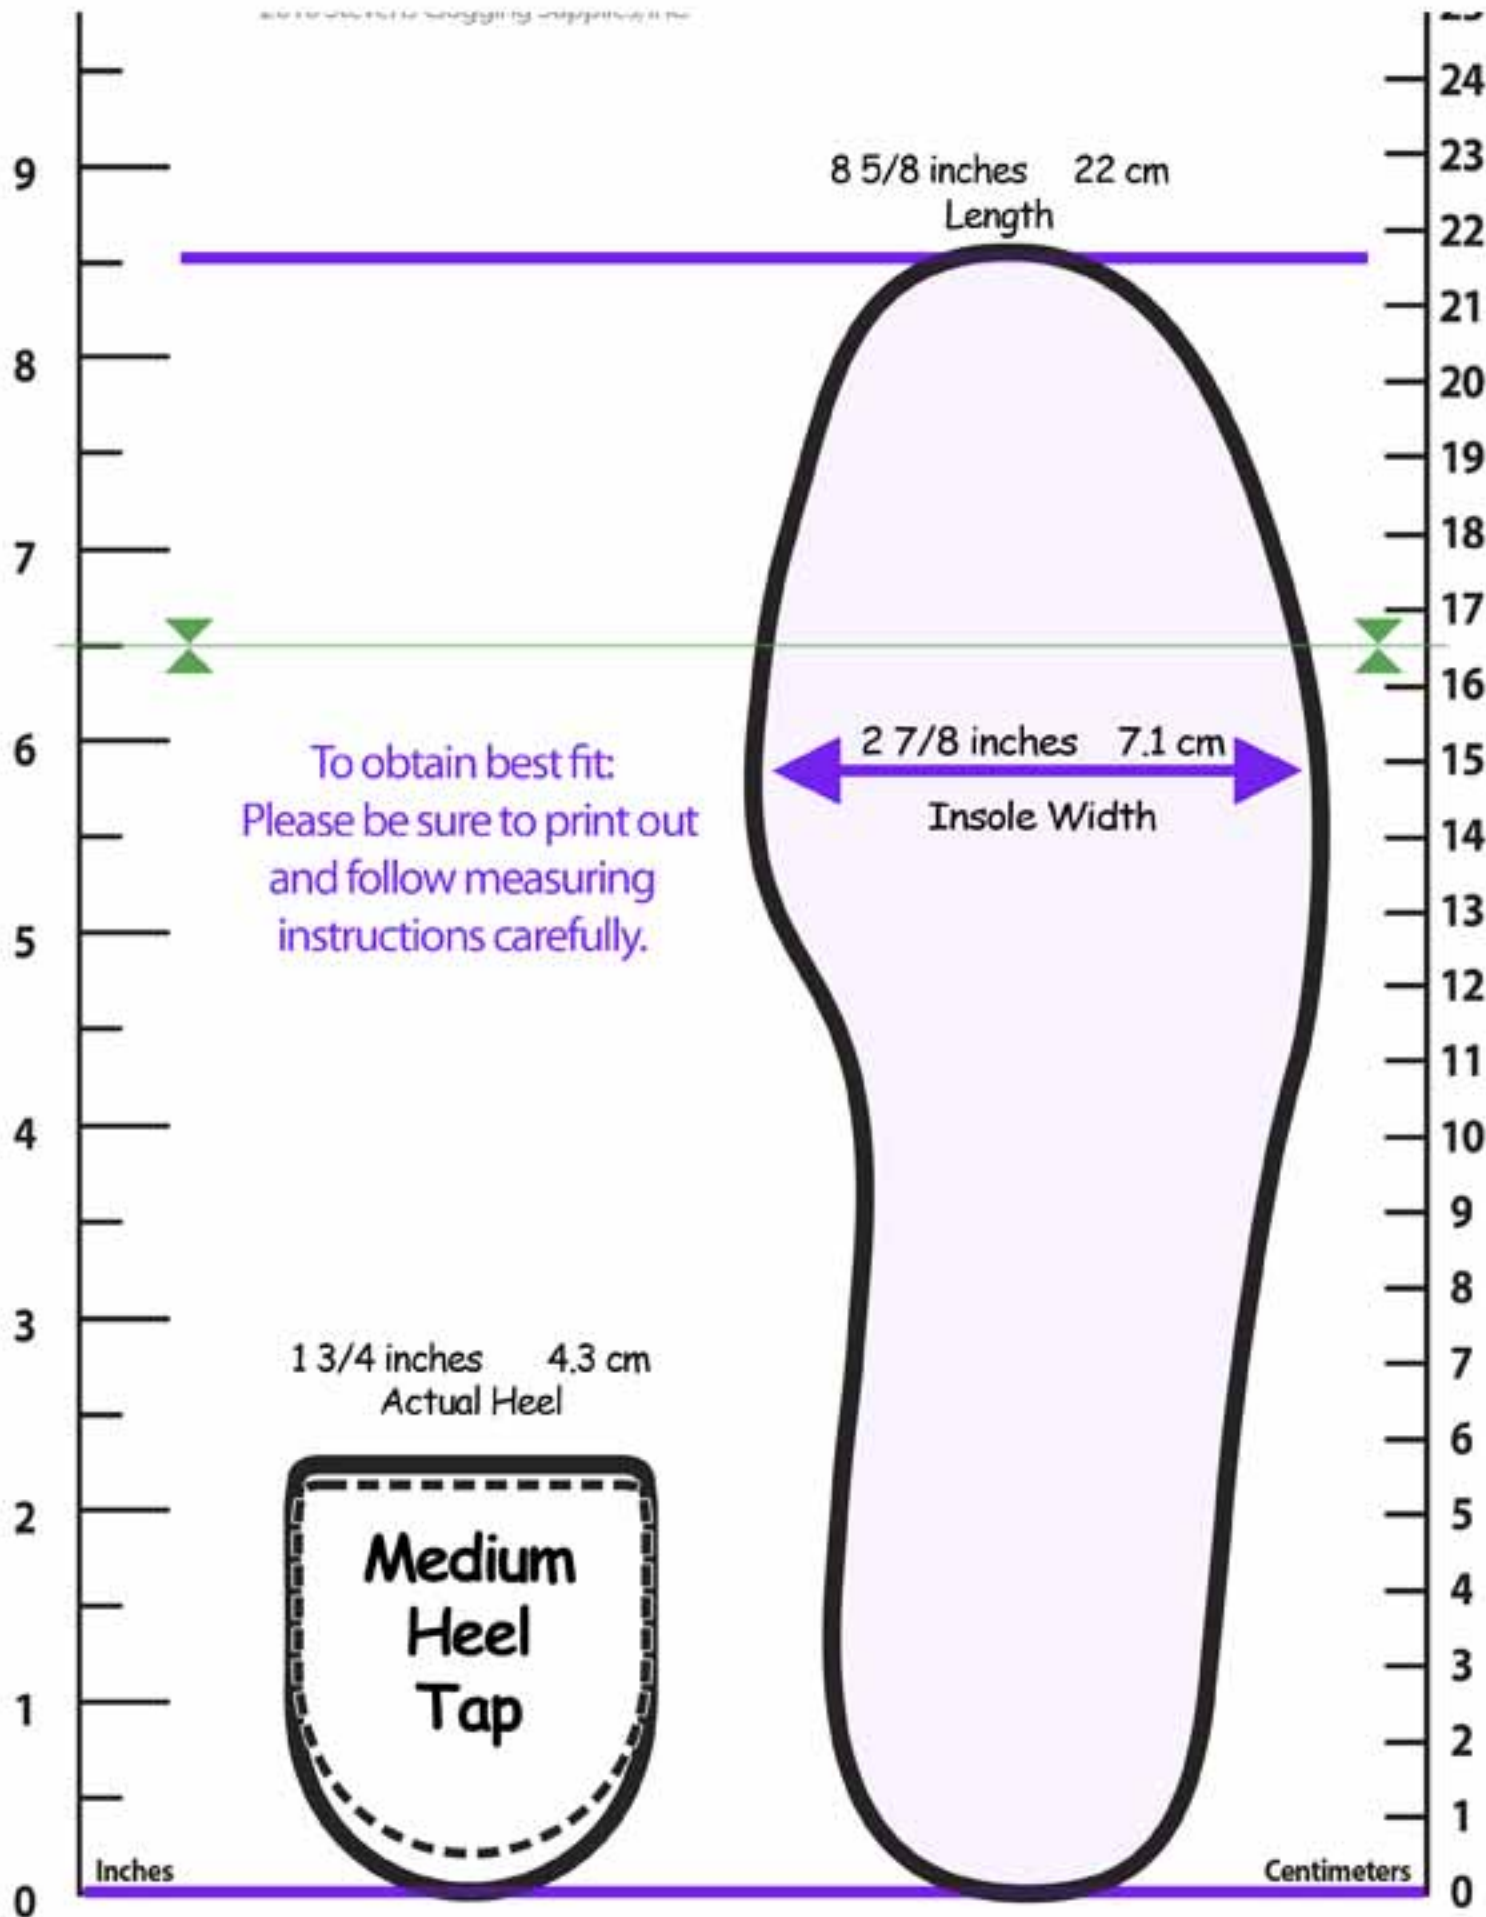 8 5/8 inches 22 cm
Length
2 7/8 inches 7.1 cm
Insole Width
To obtain best fit:
Please be sure to print out
and follow measuring
instructions carefully.
1 3/4 inches 4.3 cm
Actual Heel
Medium
Heel
Tap
Inches
Centimeters
9
8
7
6
5
4
3
2
1
0
24
23
22
21
20
19
18
17
16
15
14
13
12
11
10
9
8
7
6
5
4
3
2
1
0